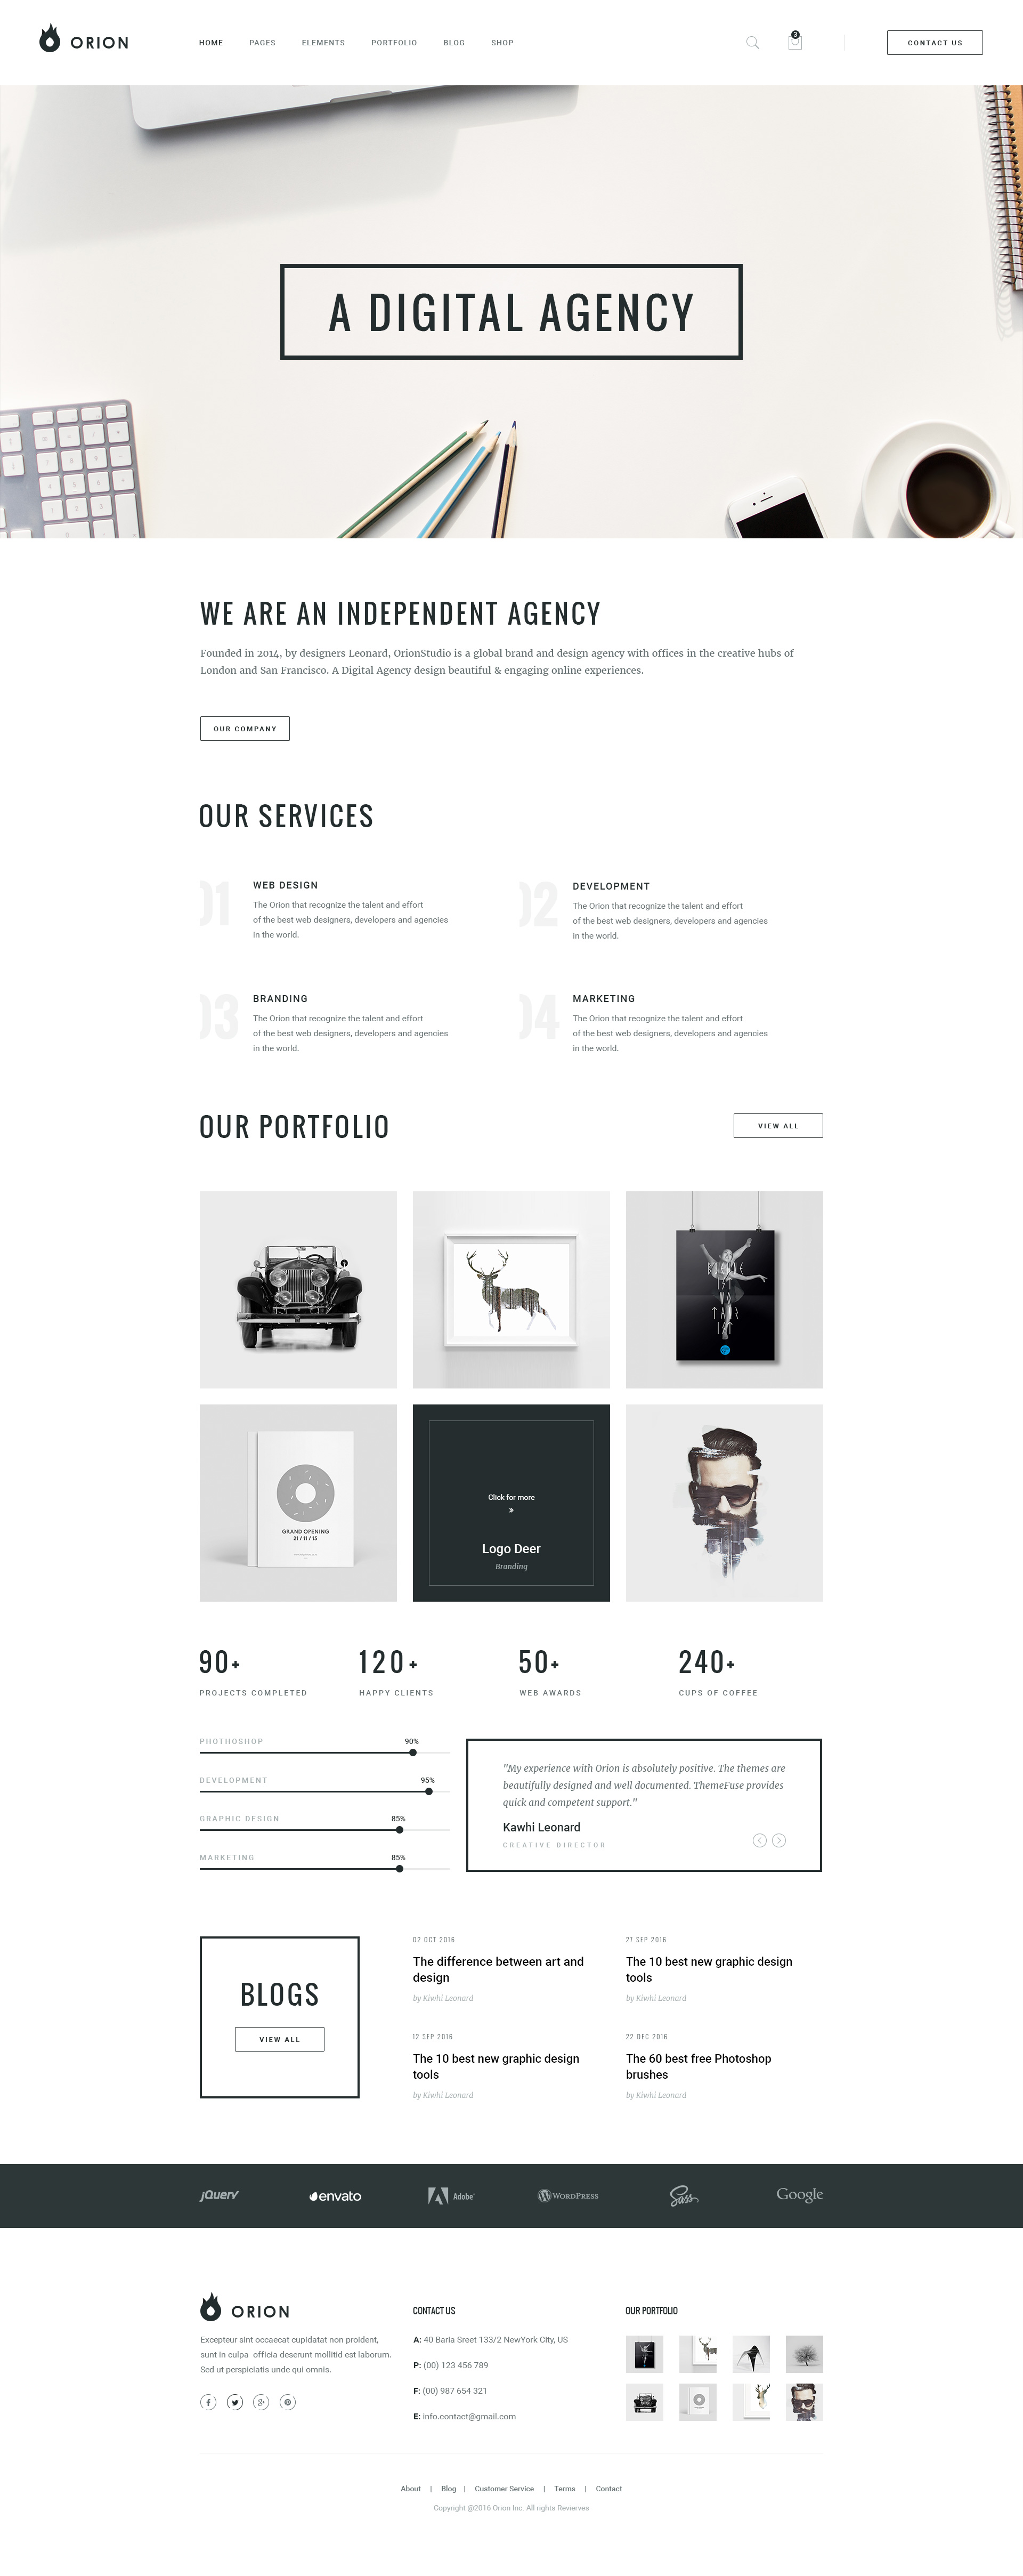 ORION
HOME PAGES ELEMENTS PORTFOLIO BLOG SHOP
3
CONTACT US
A DIGITAL AGENCY
WE ARE AN INDEPENDENT AGENCY
Founded in 2014, by designers Leonard, OrionStudio is a global brand and design agency with offices in the creative hubs of
London and San Francisco. A Digital Agency design beautiful & engaging online experiences.
OUR COMPANY
OUR SERVICES
01
WEB DESIGN
The Orion that recognize the talent and effort
of the best web designers, developers and agencies
in the world.
02
DEVELOPMENT
The Orion that recognize the talent and effort
of the best web designers, developers and agencies
in the world.
03
BRANDING
The Orion that recognize the talent and effort
of the best web designers, developers and agencies
in the world.
04
MARKETING
The Orion that recognize the talent and effort
of the best web designers, developers and agencies
in the world.
OUR PORTFOLIO
VIEW ALL
GRAND OPENING
21 / 11 / 15
Click for more
»
Logo Deer
Branding
90+
PROJECTS COMPLETED
120+
HAPPY CLIENTS
50+
WEB AWARDS
240+
CUPS OF COFFEE
PHOTHOSHOP 90%
DEVELOPMENT 95%
GRAPHIC DESIGN 85%
MARKETING 85%
"My experience with Orion is absolutely positive. The themes are
beautifully designed and well documented. ThemeFuse provides
quick and competent support."
Kawhi Leonard
CREATIVE DIRECTOR
BLOGS
VIEW ALL
02 OCT 2016
The difference between art and
design
by Kiwhi Leonard
27 SEP 2016
The 10 best new graphic design
tools
by Kiwhi Leonard
12 SEP 2016
The 10 best new graphic design
tools
by Kiwhi Leonard
22 DEC 2016
The 60 best free Photoshop
brushes
by Kiwhi Leonard
jQuery envato Adobe WORDPRESS Sass Google
ORION
Excepteur sint occaecat cupidatat non proident,
sunt in culpa officia deserunt mollitid est laborum.
Sed ut perspiciatis unde qui omnis.
CONTACT US
A: 40 Baria Sreet 133/2 NewYork City, US
P: (00) 123 456 789
F: (00) 987 654 321
E: info.contact@gmail.com
OUR PORTFOLIO
About | Blog | Customer Service | Terms | Contact
Copyright @2016 Orion Inc. All rights Revierves